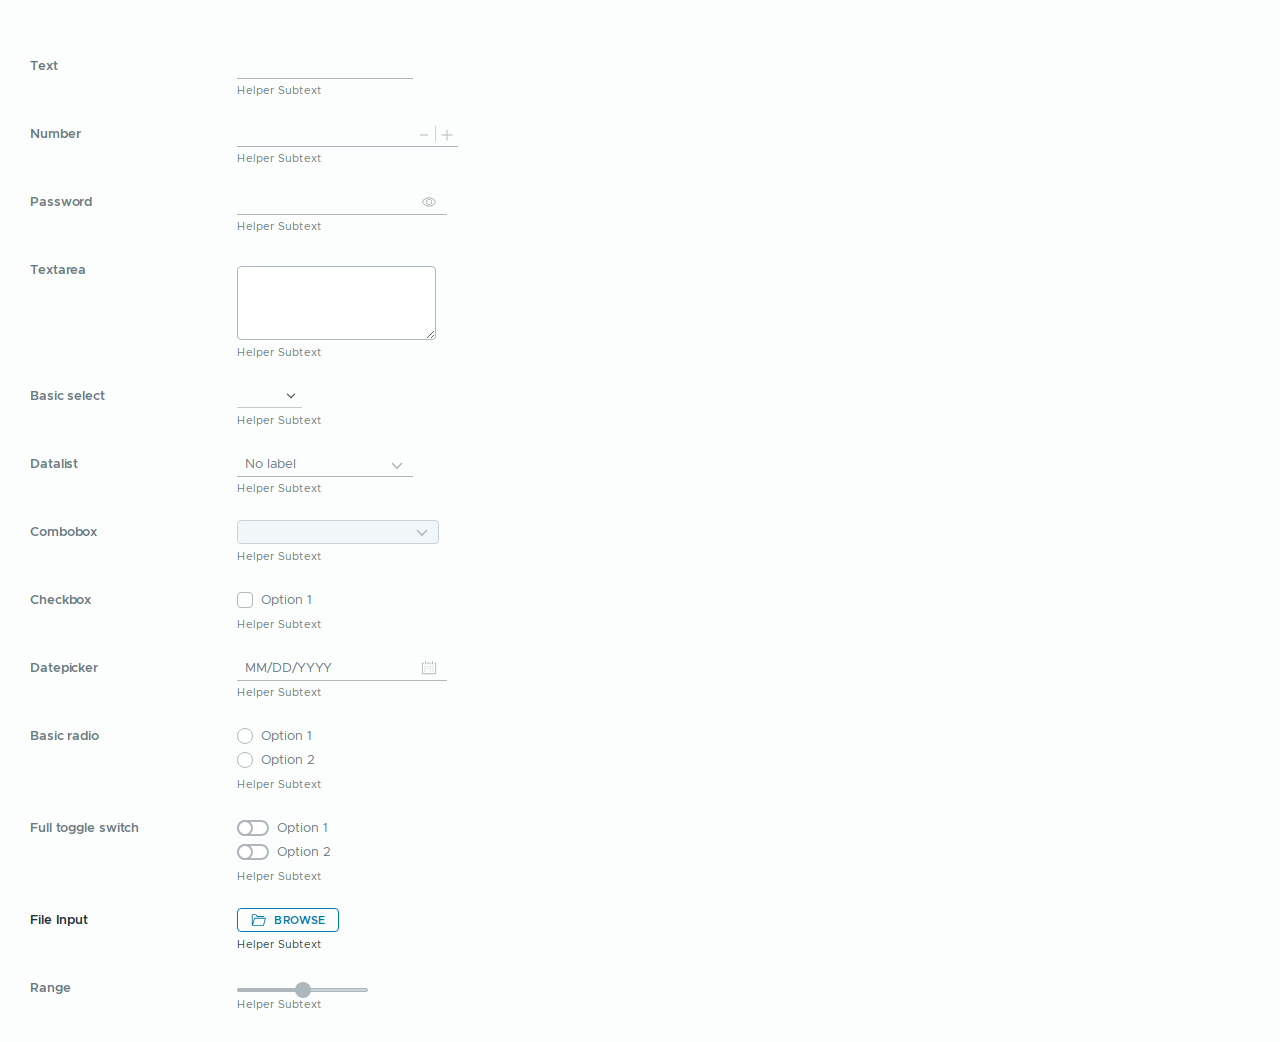 Text
Helper Subtext
Number
Helper Subtext
Password
Helper Subtext
Textarea
Helper Subtext
Basic select
Helper Subtext
Datalist
No label
Helper Subtext
Combobox
Helper Subtext
Checkbox
Option 1
Helper Subtext
Datepicker
MM/DD/YYYY
Helper Subtext
Basic radio
Option 1
Option 2
Helper Subtext
Full toggle switch
Option 1
Option 2
Helper Subtext
File Input
BROWSE
Helper Subtext
Range
Helper Subtext